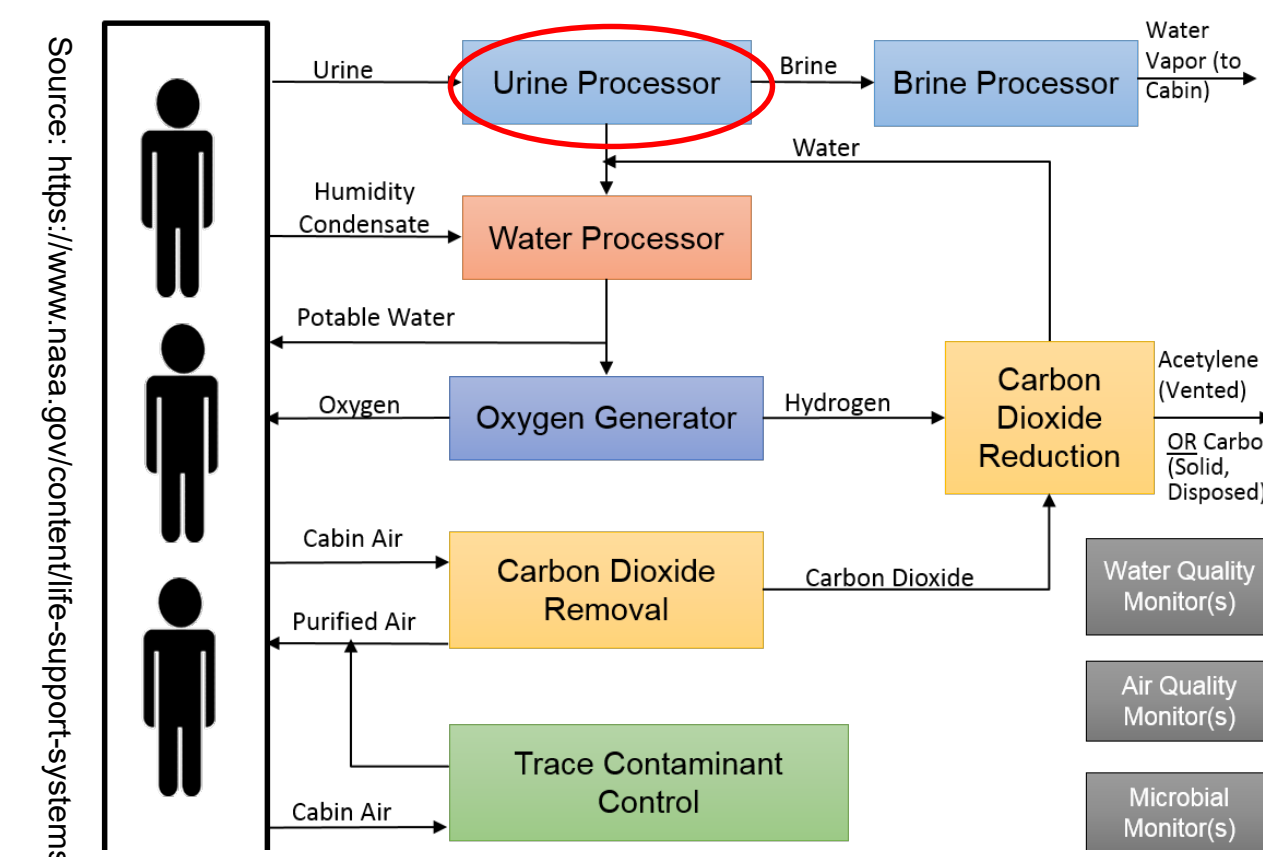 Source: https://www.nasa.gov/content/life-support-systems
Urine
Urine Processor
Brine
Brine Processor
Water
Vapor (to
Cabin)
Water
Humidity
Condensate
Water Processor
Potable Water
Oxygen
Oxygen Generator
Hydrogen
Carbon
Dioxide
Reduction
Acetylene
(Vented)
OR Carbo
(Solid,
Disposed)
Cabin Air
Carbon Dioxide
Removal
Carbon Dioxide
Purified Air
Water Quality
Monitor(s)
Air Quality
Monitor(s)
Trace Contaminant
Control
Cabin Air
Microbial
Monitor(s)